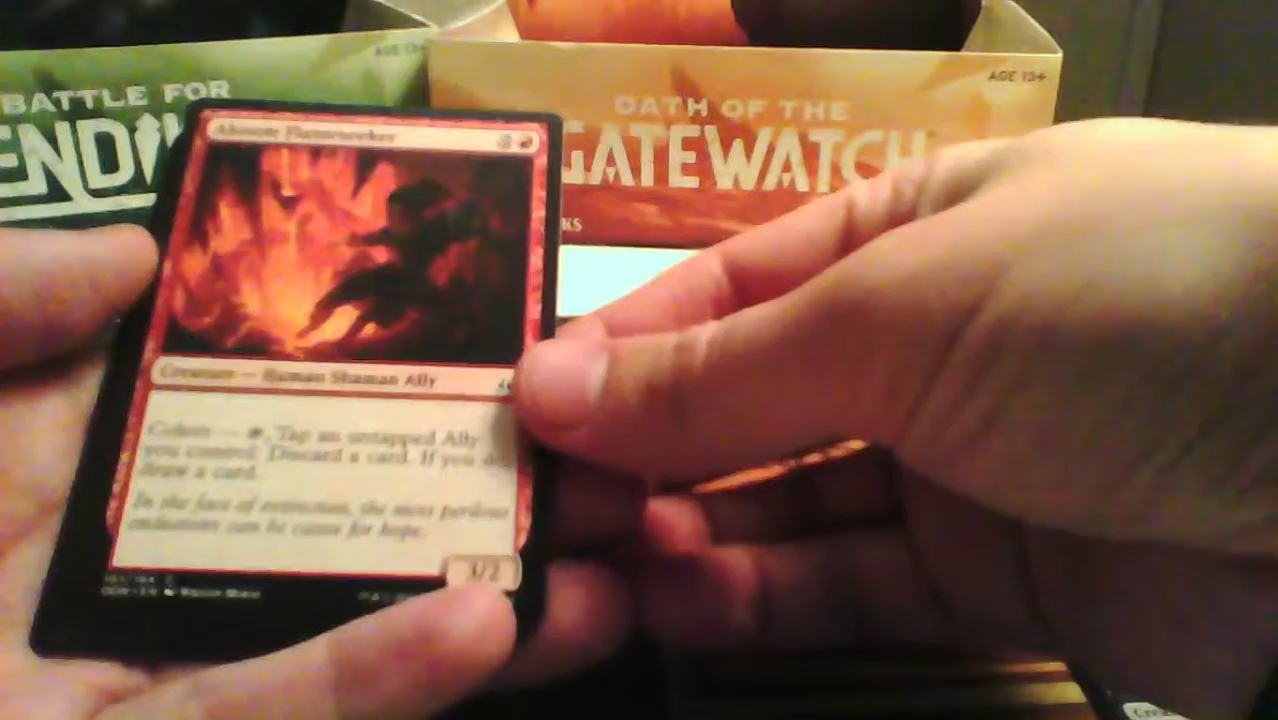 AGE 13+
BATTLE FOR
ENDI
AGE 13+
OATH OF THE
GATEWATCH
KS
Akoum Flameseeker
Creature — Human Shaman Ally
Cohort — , Tap an untapped Ally
you control: Discard a card. If you do,
draw a card.
In the face of extinction, the most perilous
endeavors can be cause for hope.
3/2